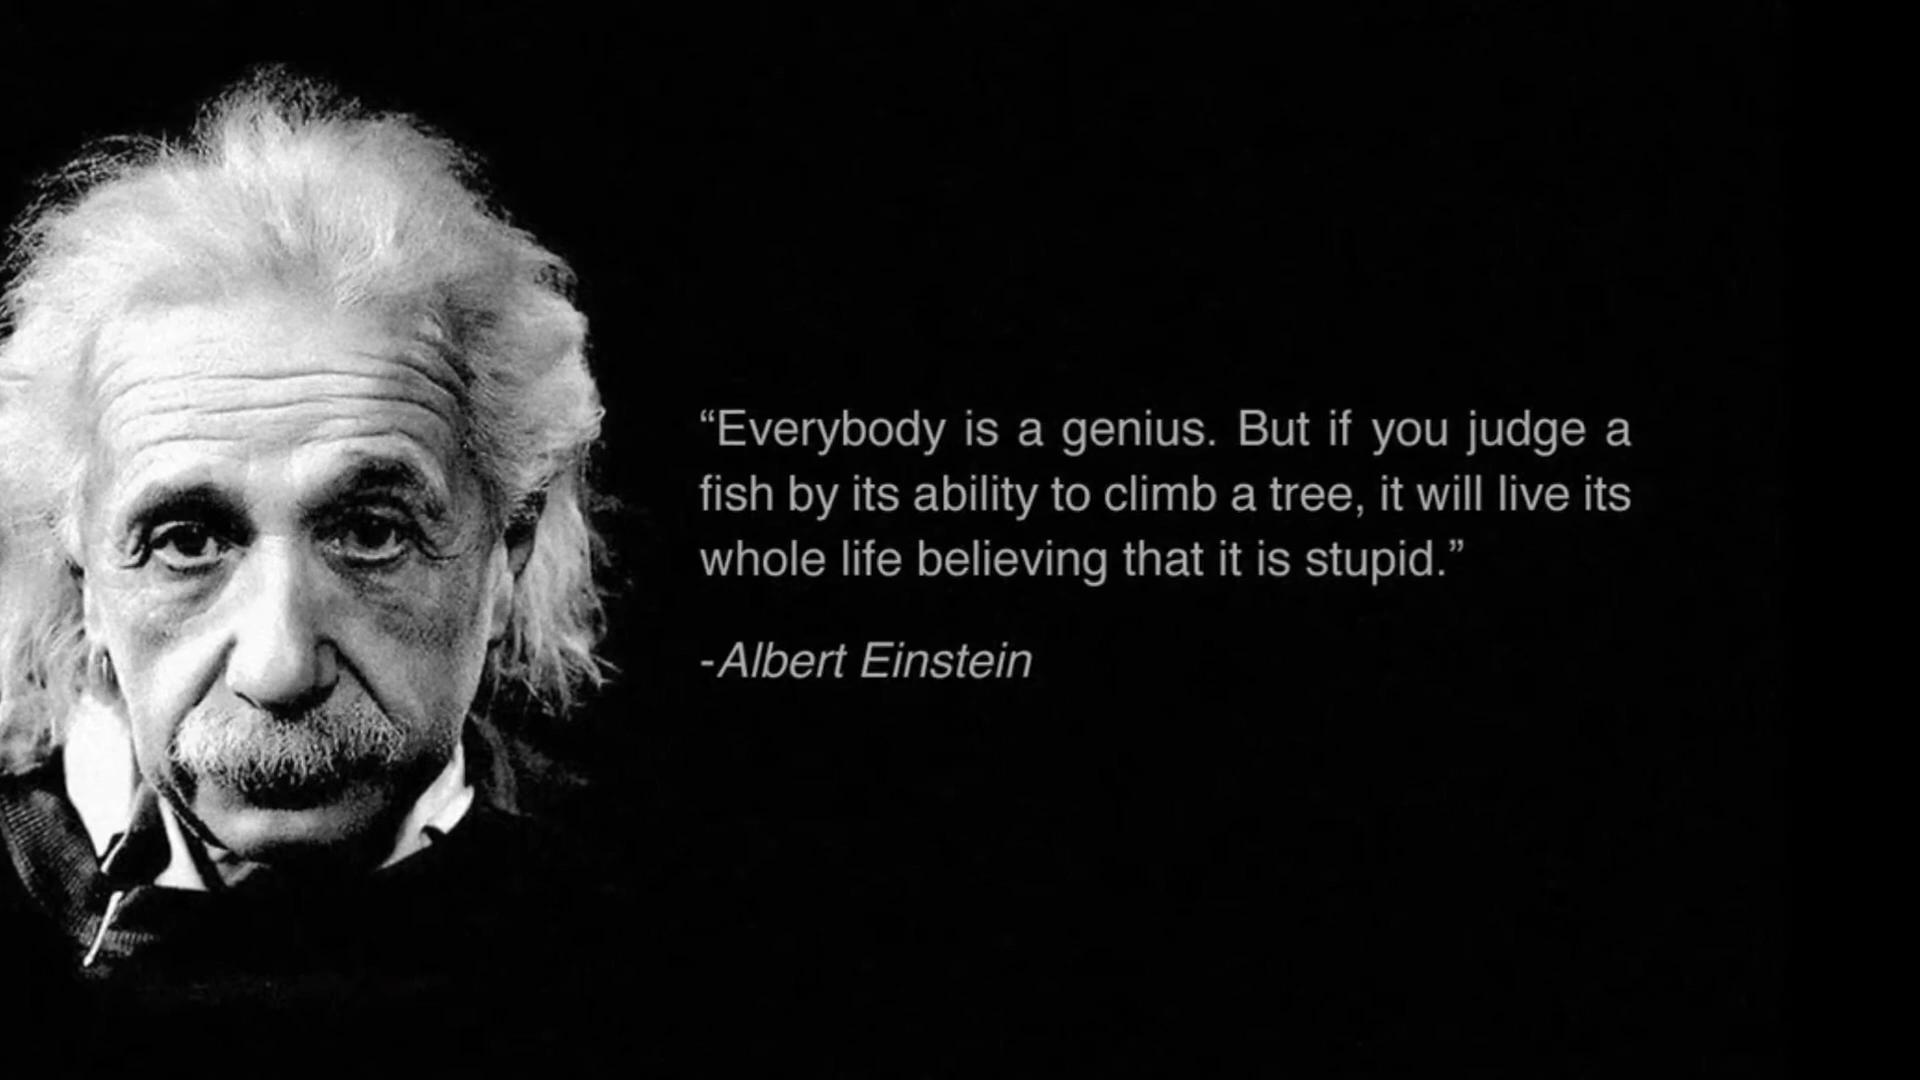 “Everybody is a genius. But if you judge a
fish by its ability to climb a tree, it will live its
whole life believing that it is stupid.”
-Albert Einstein